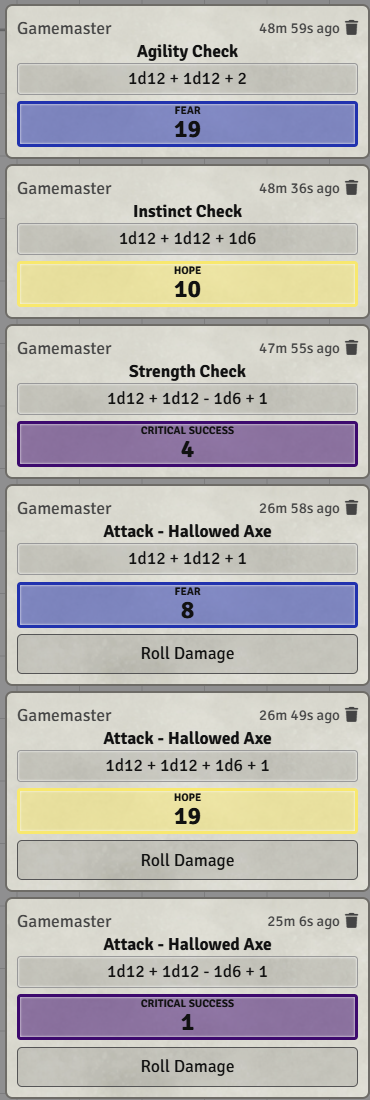 Gamemaster 48m 59s ago
Agility Check
1d12 + 1d12 + 2
FEAR
19
Gamemaster 48m 36s ago
Instinct Check
1d12 + 1d12 + 1d6
HOPE
10
Gamemaster 47m 55s ago
Strength Check
1d12 + 1d12 - 1d6 + 1
CRITICAL SUCCESS
4
Gamemaster 26m 58s ago
Attack - Hallowed Axe
1d12 + 1d12 + 1
FEAR
8
Roll Damage
Gamemaster 26m 49s ago
Attack - Hallowed Axe
1d12 + 1d12 + 1d6 + 1
HOPE
19
Roll Damage
Gamemaster 25m 6s ago
Attack - Hallowed Axe
1d12 + 1d12 - 1d6 + 1
CRITICAL SUCCESS
1
Roll Damage